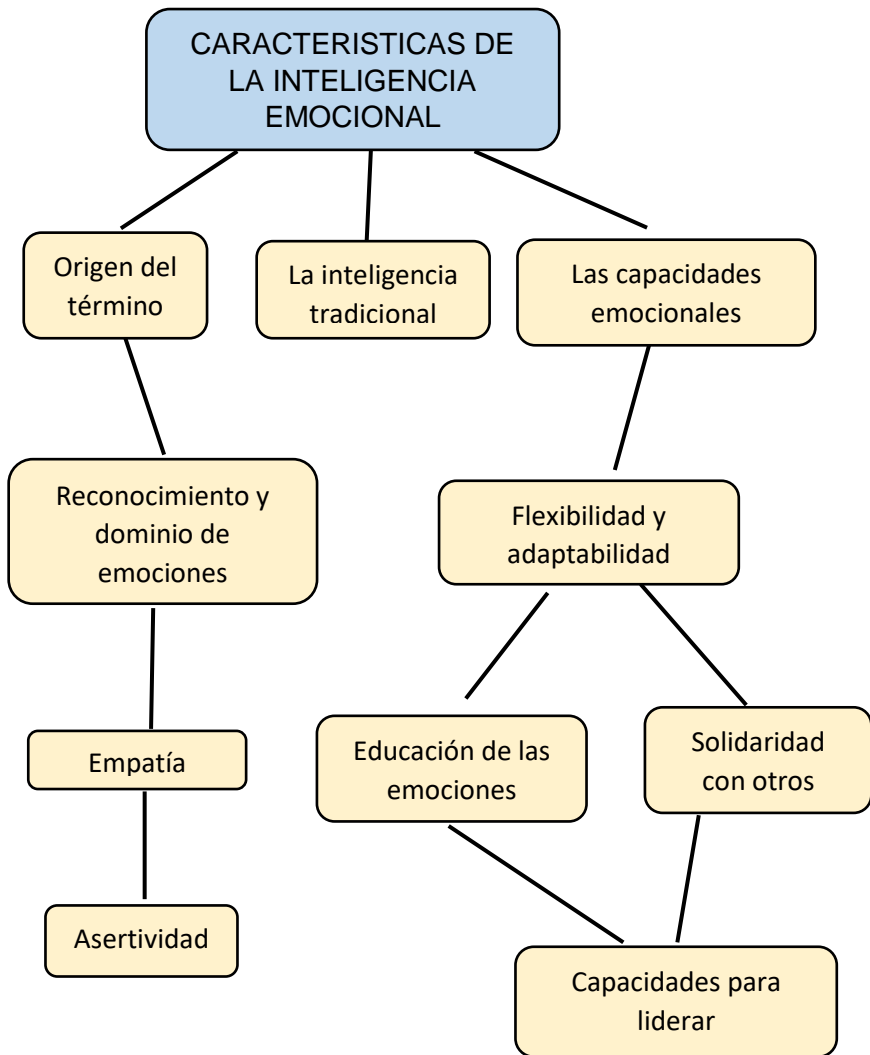 CARACTERISTICAS DE
LA INTELIGENCIA
EMOCIONAL
Origen del
término
La inteligencia
tradicional
Las capacidades
emocionales
Reconocimiento y
dominio de
emociones
Flexibilidad y
adaptabilidad
Empatía
Educación de las
emociones
Solidaridad
con otros
Asertividad
Capacidades para
liderar